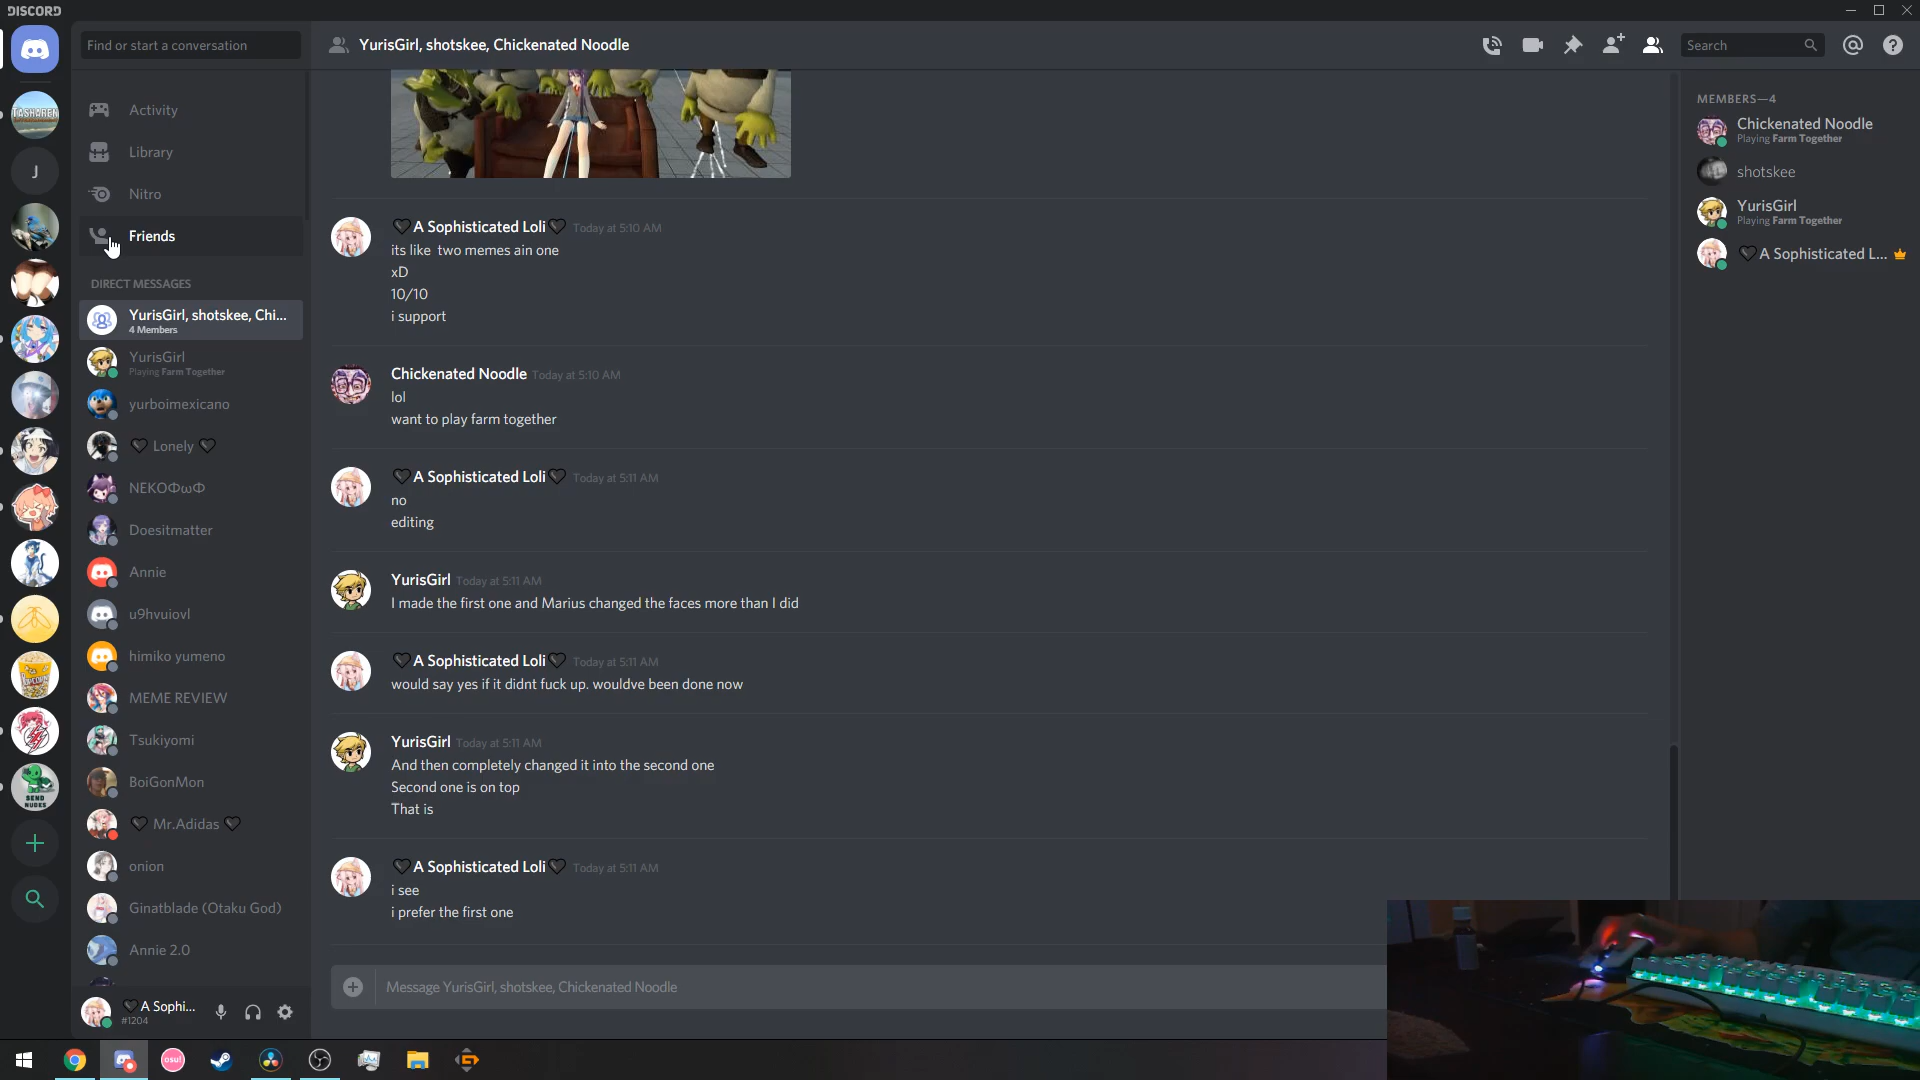 DISCORD
Find or start a conversation
YurisGirl, shotskee, Chickenated Noodle
Search
TASHAREN
J
SEND
NUDES
Activity
Library
Nitro
Friends
DIRECT MESSAGES
YurisGirl, shotskee, Chi...
4 Members
YurisGirl
Playing Farm Together
yurboimexicano
🖤 Lonely 🖤
NEKOΦωΦ
Doesitmatter
Annie
u9hvuiovl
himiko yumeno
MEME REVIEW
Tsukiyomi
BoiGonMon
🖤 Mr.Adidas 🖤
onion
Ginatblade (Otaku God)
Annie 2.0
🖤A Sophi...
#1204
🖤A Sophisticated Loli🖤 Today at 5:10 AM
its like  two memes ain one
xD
10/10
i support
Chickenated Noodle Today at 5:10 AM
lol
want to play farm together
🖤A Sophisticated Loli🖤 Today at 5:11 AM
no
editing
YurisGirl Today at 5:11 AM
I made the first one and Marius changed the faces more than I did
🖤A Sophisticated Loli🖤 Today at 5:11 AM
would say yes if it didnt fuck up. wouldve been done now
YurisGirl Today at 5:11 AM
And then completely changed it into the second one
Second one is on top
That is
🖤A Sophisticated Loli🖤 Today at 5:11 AM
i see
i prefer the first one
Message YurisGirl, shotskee, Chickenated Noodle
MEMBERS—4
Chickenated Noodle
Playing Farm Together
shotskee
YurisGirl
Playing Farm Together
🖤A Sophisticated L...
osu!